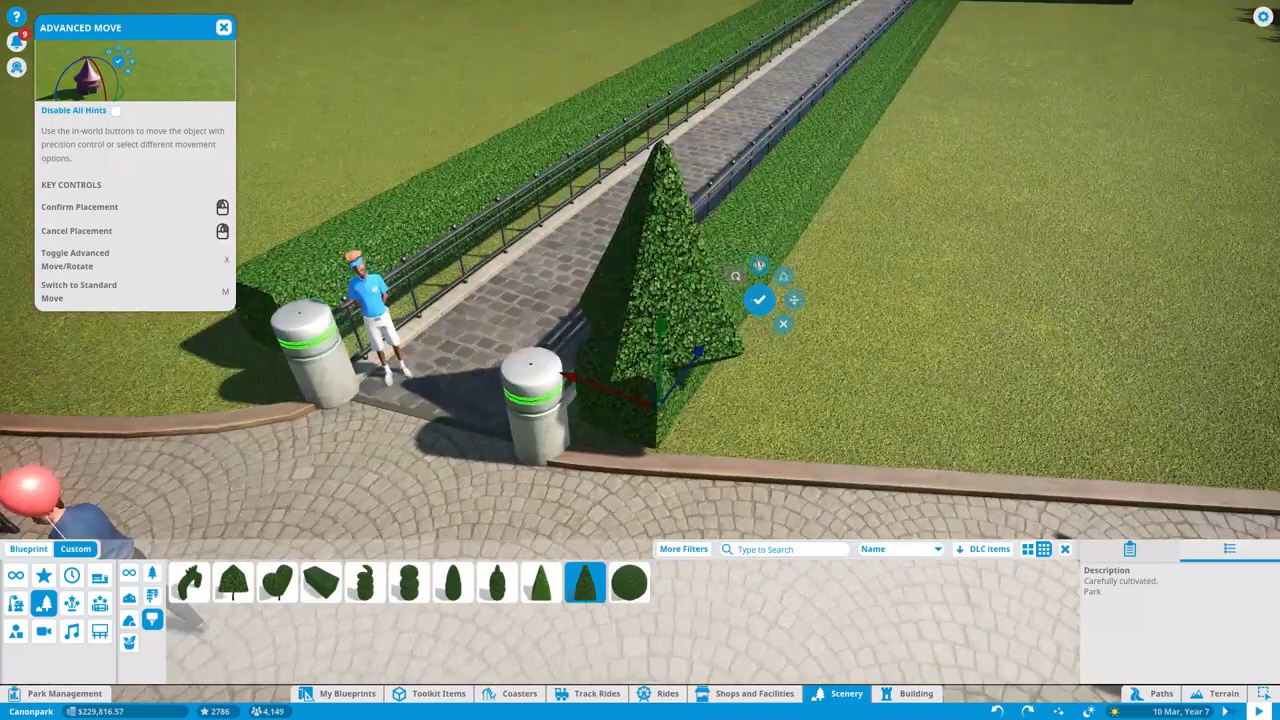 ?
ADVANCED MOVE
9
Disable All Hints
Use the in-world buttons to move the object with
precision control or select different movement
options.
KEY CONTROLS
Confirm Placement
Cancel Placement
Toggle Advanced
Move/Rotate
X
Switch to Standard
Move
M
Blueprint Custom
More Filters Type to Search Name DLC items
Description
Carefully cultivated.
Park
Park Management My Blueprints Toolkit Items Coasters Track Rides Rides Shops and Facilities Scenery Building Paths Terrain
Canonpark $229,816.57 2786 4,149 10 Mar, Year 7